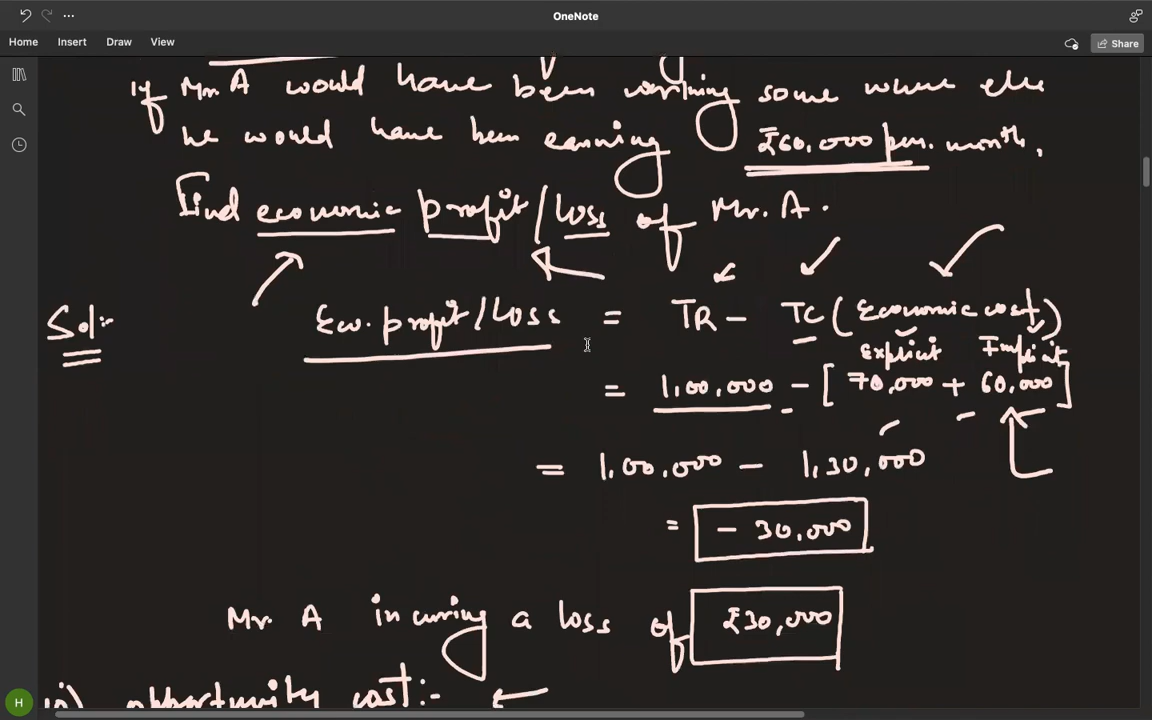 OneNote
Home Insert Draw View
Share
if Mr. A would have been working some where else
he would have been earning ₹60,000 per. month.
Find economic profit/loss of Mr. A.
Sol:-
Eco. profit/Loss = TR - TC (Economic cost)
Explicit Implicit
= 1,00,000 - [70,000 + 60,000]
= 1,00,000 - 1,30,000
= - 30,000
Mr. A incurring a loss of ₹30,000
opportunity cost:-
H